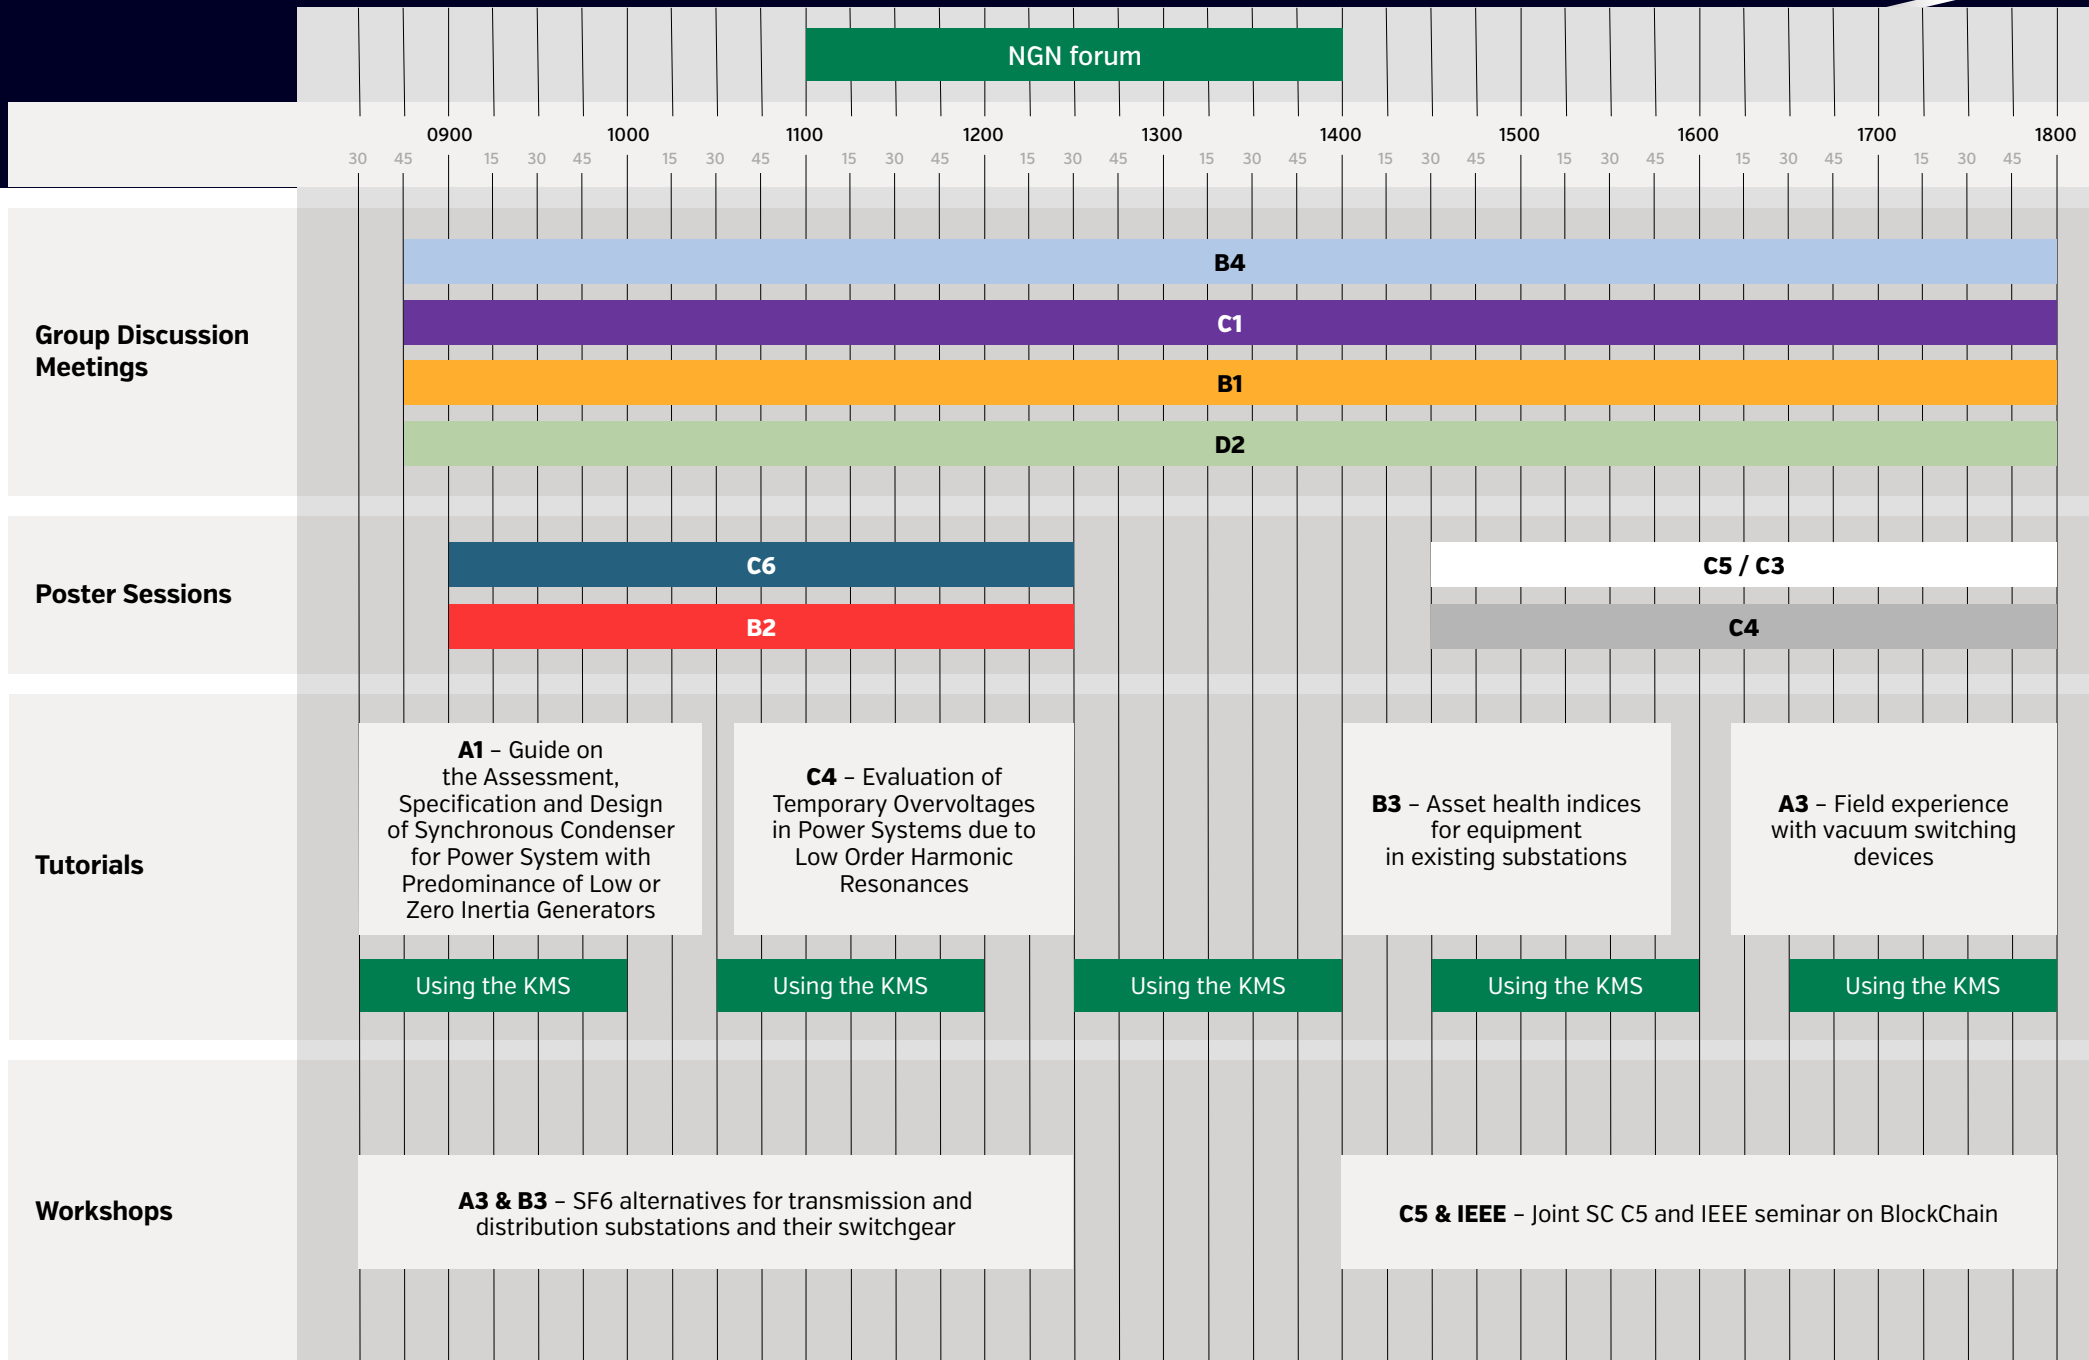 NGN forum
0900 1000 1100 1200 1300 1400 1500 1600 1700 1800
30 45 15 30 45 15 30 45 15 30 45 15 30 45 15 30 45 15 30 45 15 30 45 15 30 45 15 30 45
Group Discussion
Meetings
B4
C1
B1
D2
Poster Sessions
C6
C5 / C3
B2
C4
Tutorials
A1 – Guide on
the Assessment,
Specification and Design
of Synchronous Condenser
for Power System with
Predominance of Low or
Zero Inertia Generators
C4 – Evaluation of
Temporary Overvoltages
in Power Systems due to
Low Order Harmonic
Resonances
B3 – Asset health indices
for equipment
in existing substations
A3 – Field experience
with vacuum switching
devices
Using the KMS
Using the KMS
Using the KMS
Using the KMS
Using the KMS
Workshops
A3 & B3 – SF6 alternatives for transmission and
distribution substations and their switchgear
C5 & IEEE – Joint SC C5 and IEEE seminar on BlockChain